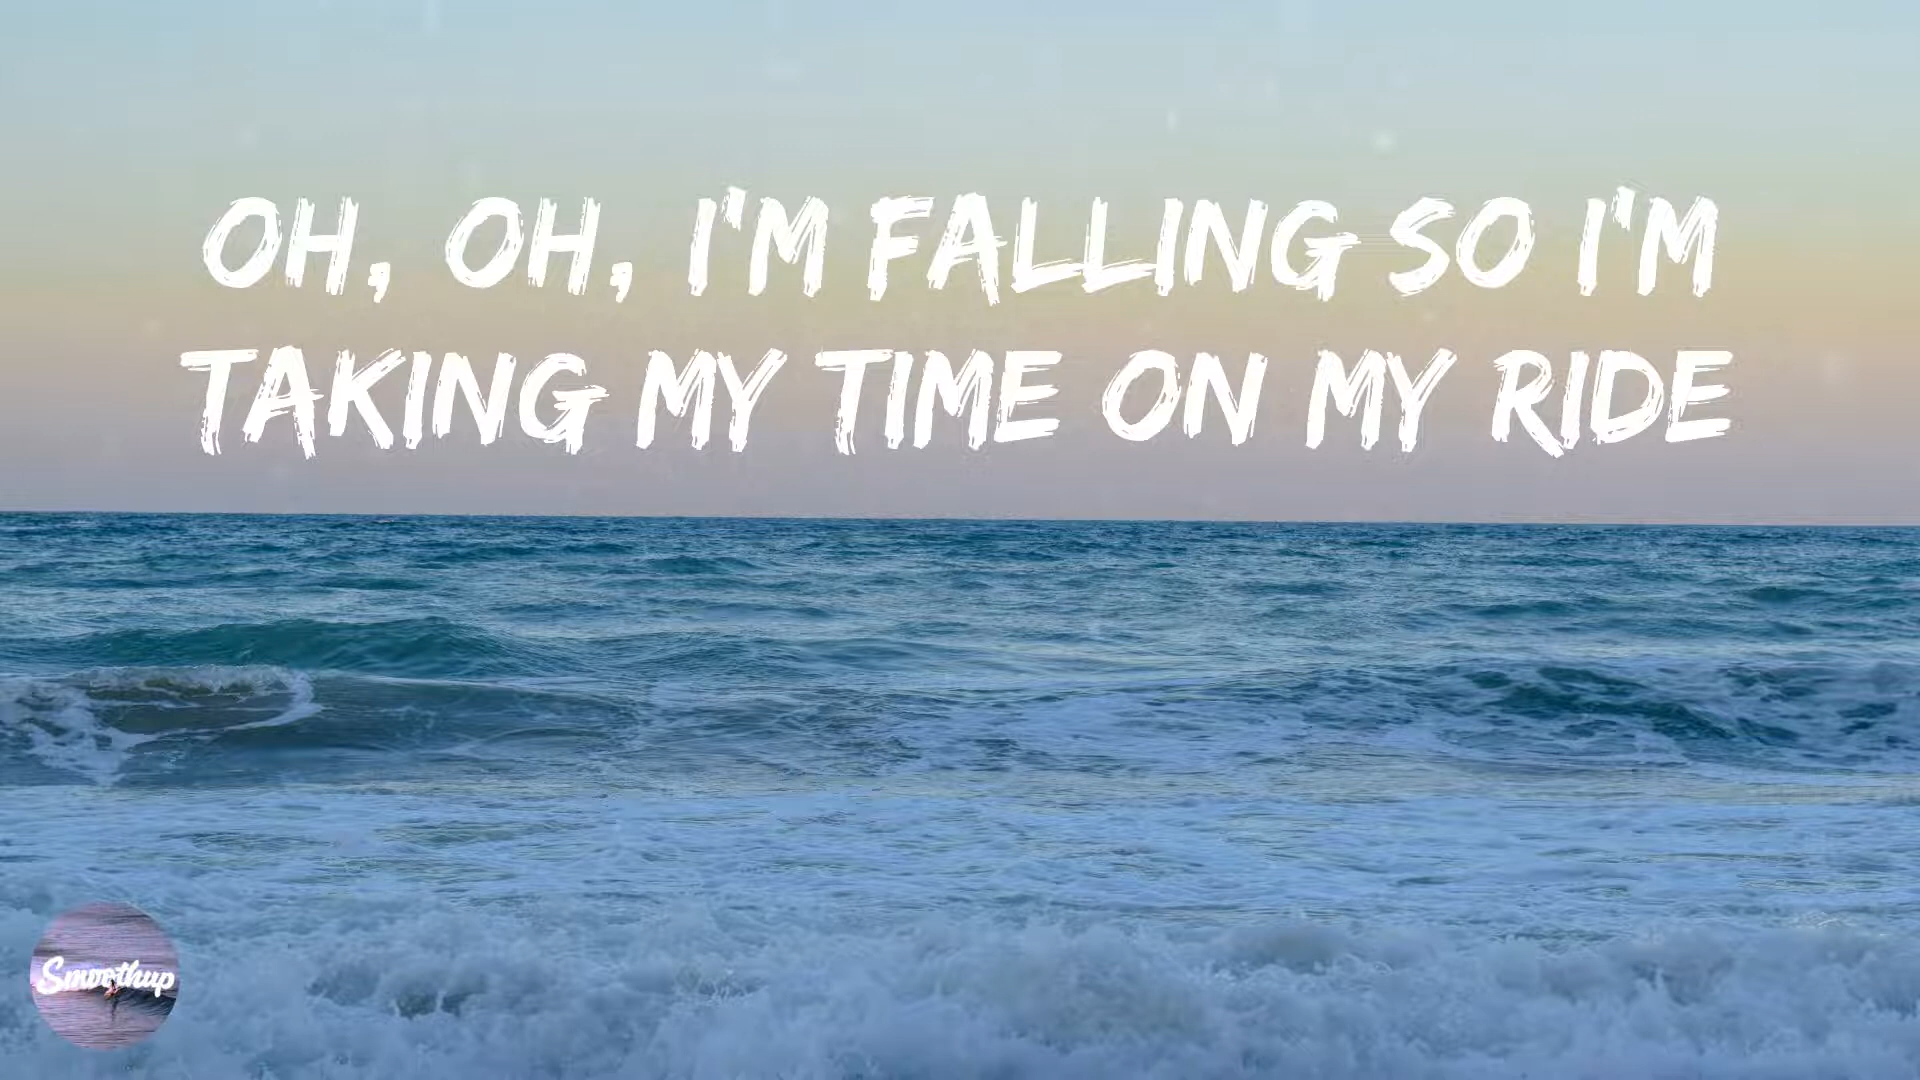 OH, OH, I'M FALLING SO I'M
TAKING MY TIME ON MY RIDE
Smoothup